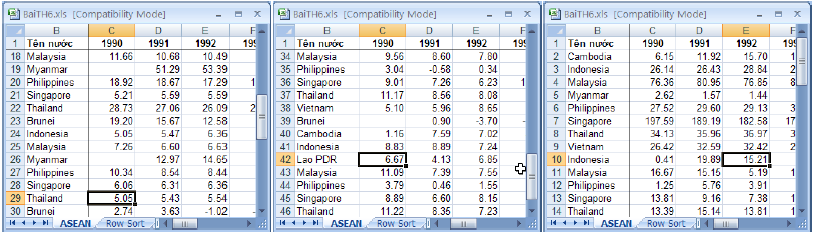 BaiTH6.xls [Compatibility Mode]
B C D E F
1 Tên nước 1990 1991 1992 199
18 Malaysia 11.66 10.68 10.49
19 Myanmar 51.29 53.39
20 Philippines 18.92 18.67 17.29 1
21 Singapore 5.21 5.59 5.59
22 Thailand 28.73 27.06 26.09 2
23 Brunei 19.20 15.67 12.58
24 Indonesia 5.05 5.47 6.36
25 Malaysia 7.26 6.60 6.63
26 Myanmar 12.97 14.65
27 Philippines 10.34 8.54 8.44
28 Singapore 6.06 6.31 6.36
29 Thailand 5.05 5.43 5.54
30 Brunei 2.74 3.63 -1.02 -
ASEAN Row Sort
BaiTH6.xls [Compatibility Mode]
B C D E F
1 Tên nước 1990 1991 1992 199
34 Malaysia 9.56 8.60 7.80
35 Philippines 3.04 -0.58 0.34
36 Singapore 9.01 7.26 6.23 1
37 Thailand 11.17 8.56 8.08
38 Vietnam 5.10 5.96 8.65
39 Brunei 0.90 -3.70 -
40 Cambodia 1.16 7.59 7.02
41 Indonesia 8.83 8.89 7.24
42 Lao PDR 6.67 4.13 6.85
43 Malaysia 11.09 7.39 7.55 1
44 Philippines 3.79 0.46 1.55
45 Singapore 8.89 6.60 8.15
46 Thailand 11.22 8.35 7.23
ASEAN Row Sort
BaiTH6.xls [Compatibility Mode]
B C D E F
1 Tên nước 1990 1991 1992 199
2 Cambodia 6.15 11.92 15.70 1
3 Indonesia 26.14 26.43 28.84 2
4 Malaysia 76.36 80.95 76.85 8
5 Myanmar 2.62 1.57 1.44
6 Philippines 27.52 29.60 29.13 3
7 Singapore 197.59 189.19 182.58 17
8 Thailand 34.13 35.96 36.97 3
9 Vietnam 26.42 32.59 32.42 2
10 Indonesia 0.41 19.89 15.21
11 Malaysia 16.67 15.15 5.19 1
12 Philippines 1.25 5.76 3.91
13 Singapore 13.81 9.16 7.38 1
14 Thailand 13.39 15.14 13.81 1
ASEAN Row Sort